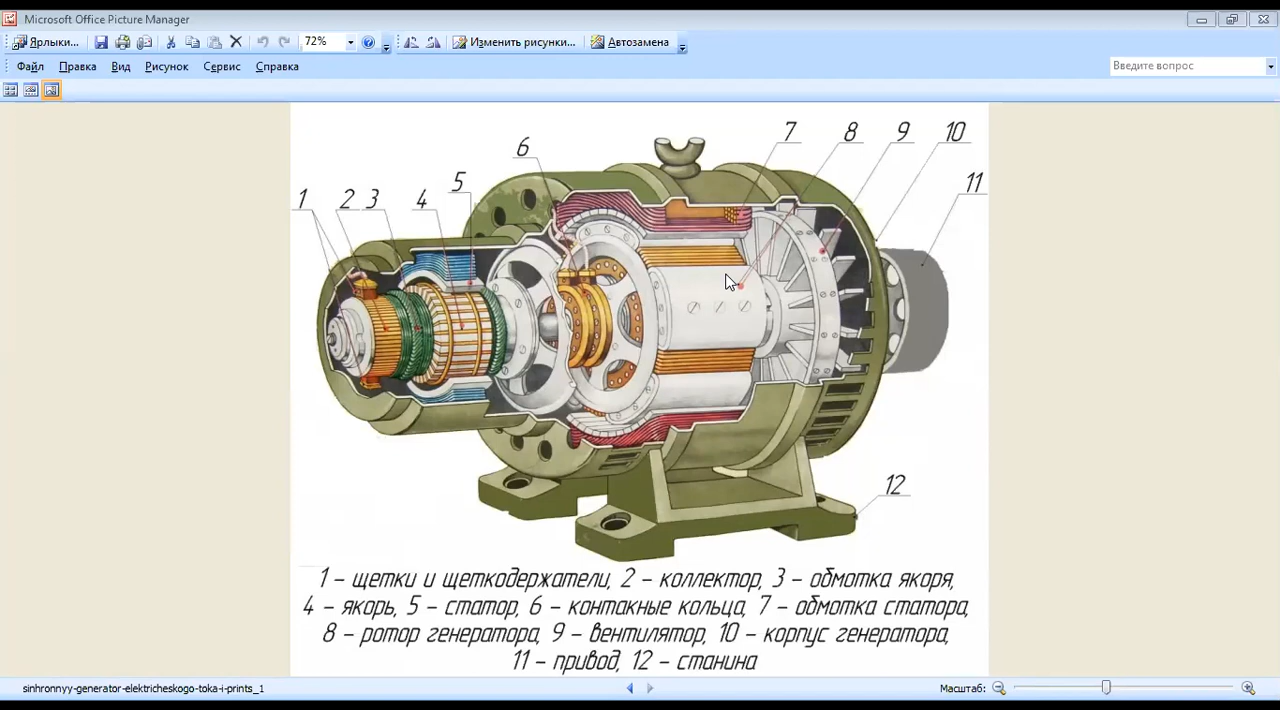 Microsoft Office Picture Manager
Ярлыки... 72% Изменить рисунки... Автозамена
Файл Правка Вид Рисунок Сервис Справка Введите вопрос
6 7 8 9 10
1 2 3 4 5 11
12
1 – щетки и щеткодержатели, 2 – коллектор, 3 – обмотка якоря,
4 – якорь, 5 – статор, 6 – контакные кольца, 7 – обмотка статора,
8 – ротор генератора, 9 – вентилятор, 10 – корпус генератора,
11 – привод, 12 – станина
sinhronnyy-generator-elektricheskogo-toka-i-prints_1 Масштаб: